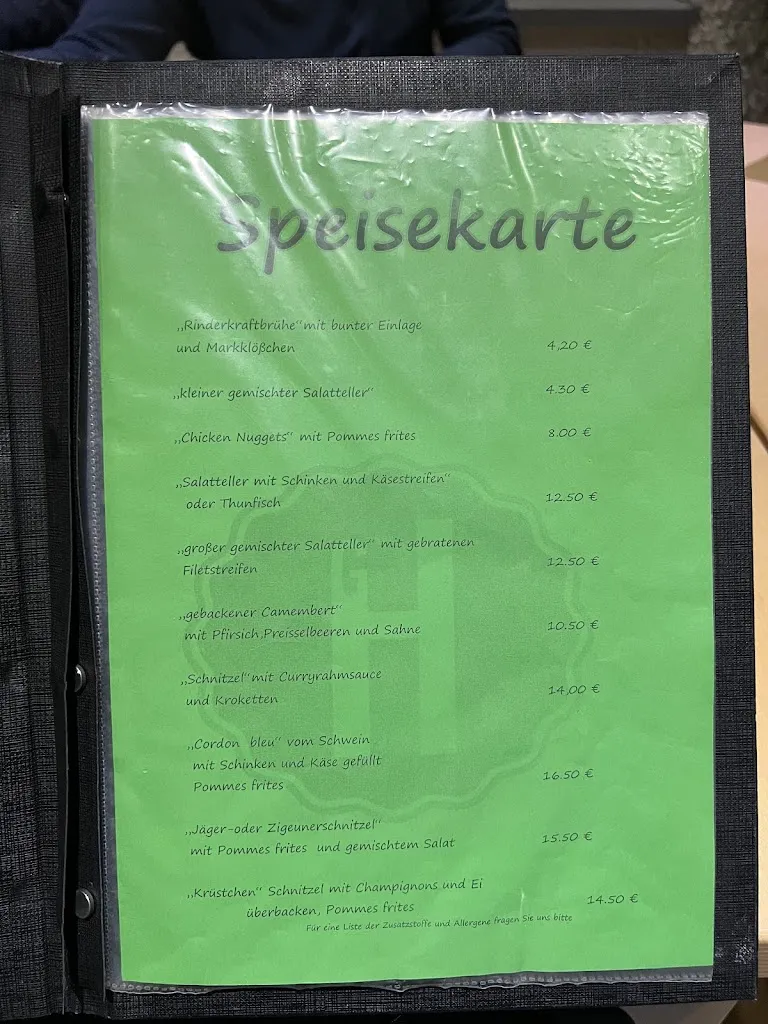 Speisekarte
„Rinderkraftbrühe“mit bunter Einlage
und Markklößchen 4,20 €
„kleiner gemischter Salatteller“ 4.30 €
„Chicken Nuggets“ mit Pommes frites 8.00 €
„Salatteller mit Schinken und Käsestreifen“
oder Thunfisch 12.50 €
„großer gemischter Salatteller“ mit gebratenen
Filetstreifen 12.50 €
„gebackener Camembert“
mit Pfirsich,Preisselbeeren und Sahne 10.50 €
„Schnitzel“mit Curryrahmsauce
und Kroketten 14,00 €
„Cordon bleu“ vom Schwein
mit Schinken und Käse gefüllt
Pommes frites 16.50 €
„Jäger-oder Zigeunerschnitzel“
mit Pommes frites und gemischtem Salat 15.50 €
„Krüstchen“ Schnitzel mit Champignons und Ei
überbacken, Pommes frites 14.50 €
Für eine Liste der Zusatzstoffe und Allergene fragen Sie uns bitte